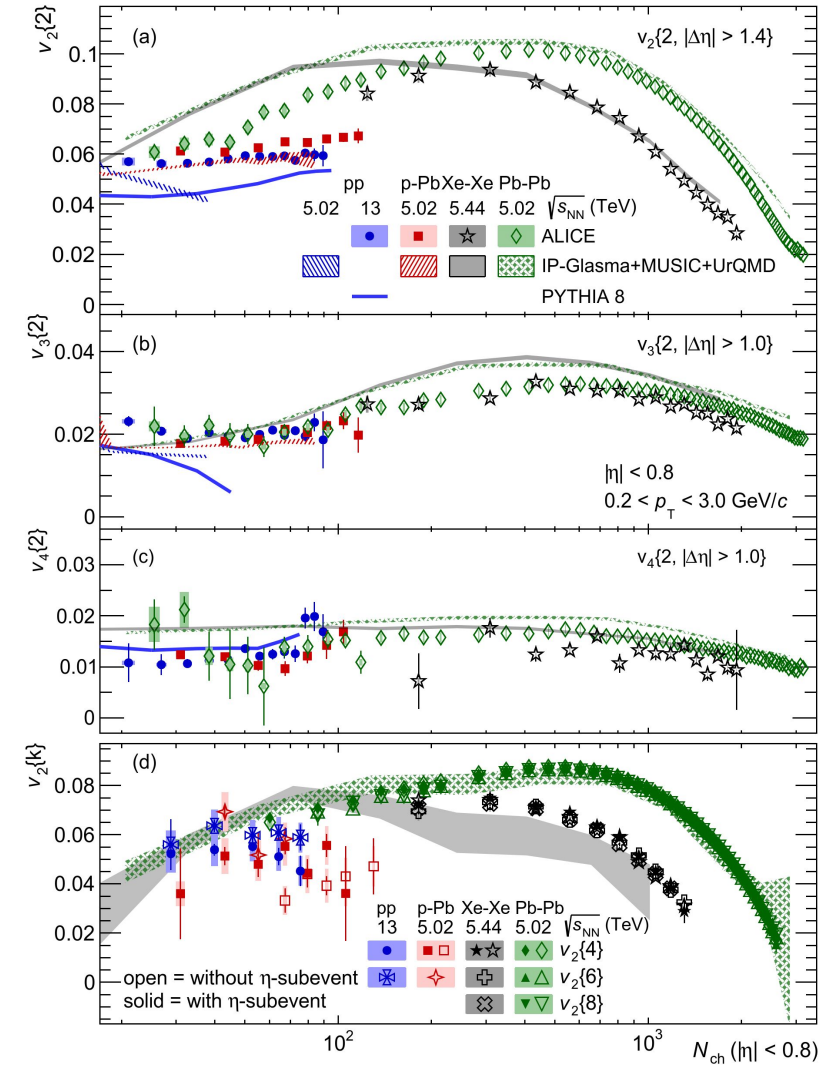 v₂{2}
(a)
v₂{2, |Δη| > 1.4}
0.1
0.08
0.06
0.04
0.02
0
pp p-Pb Xe-Xe Pb-Pb
5.02 13 5.02 5.44 5.02 √sNN (TeV)
ALICE
IP-Glasma+MUSIC+UrQMD
PYTHIA 8
v₃{2}
(b)
v₃{2, |Δη| > 1.0}
0.04
0.02
0
|η| < 0.8
0.2 < pT < 3.0 GeV/c
v₄{2}
(c)
v₄{2, |Δη| > 1.0}
0.03
0.02
0.01
0
v₂{k}
(d)
0.08
0.06
0.04
0.02
0
pp p-Pb Xe-Xe Pb-Pb
13 5.02 5.44 5.02 √sNN (TeV)
v₂{4}
v₂{6}
v₂{8}
open = without η-subevent
solid = with η-subevent
10²
10³
Nch (|η| < 0.8)